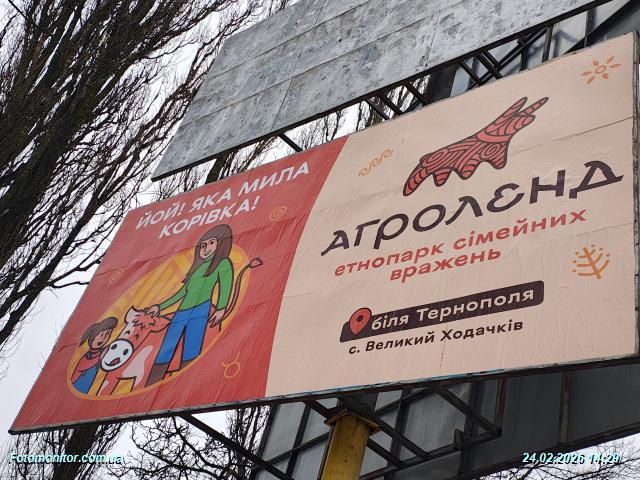 ЙОЙ! ЯКА МИЛА
КОРІВКА!
агролєнд
етнопарк сімейних
вражень
біля Тернополя
с. Великий Ходачків
Fotomonitor.com.ua
24.02.2026 14:29